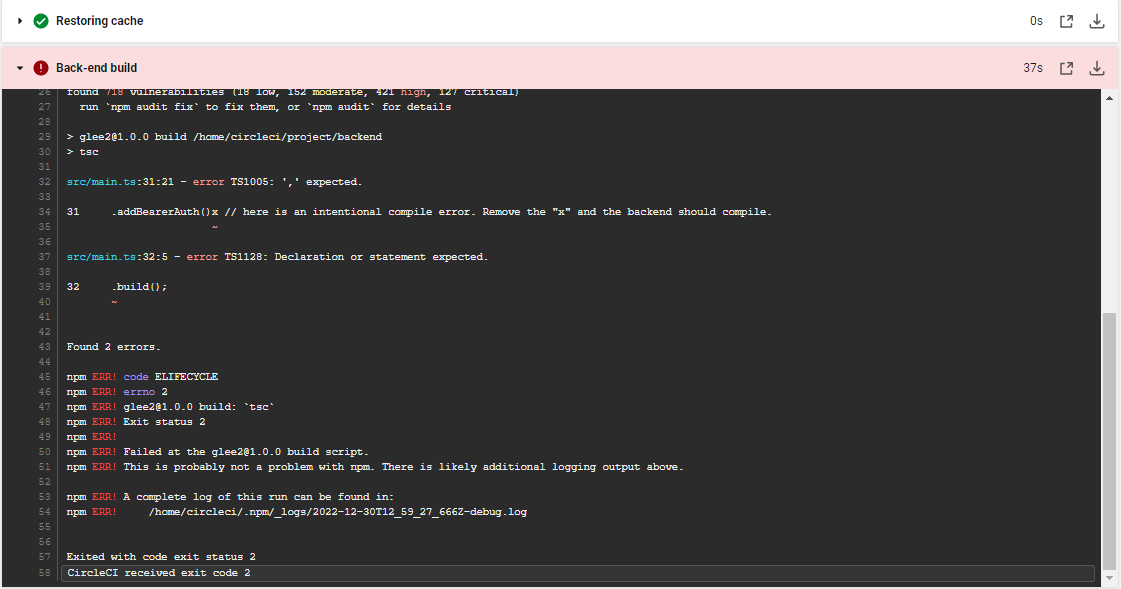 Restoring cache 0s
Back-end build 37s
26 found 718 vulnerabilities (18 low, 152 moderate, 421 high, 127 critical)
27 run `npm audit fix` to fix them, or `npm audit` for details
28
29 > glee2@1.0.0 build /home/circleci/project/backend
30 > tsc
31
32 src/main.ts:31:21 - error TS1005: ',' expected.
33
34 31 .addBearerAuth()x // here is an intentional compile error. Remove the "x" and the backend should compile.
35 ~
36
37 src/main.ts:32:5 - error TS1128: Declaration or statement expected.
38
39 32 .build();
40 ~
41
42
43 Found 2 errors.
44
45 npm ERR! code ELIFECYCLE
46 npm ERR! errno 2
47 npm ERR! glee2@1.0.0 build: `tsc`
48 npm ERR! Exit status 2
49 npm ERR!
50 npm ERR! Failed at the glee2@1.0.0 build script.
51 npm ERR! This is probably not a problem with npm. There is likely additional logging output above.
52
53 npm ERR! A complete log of this run can be found in:
54 npm ERR! /home/circleci/.npm/_logs/2022-12-30T12_59_27_666Z-debug.log
55
56
57 Exited with code exit status 2
58 CircleCI received exit code 2